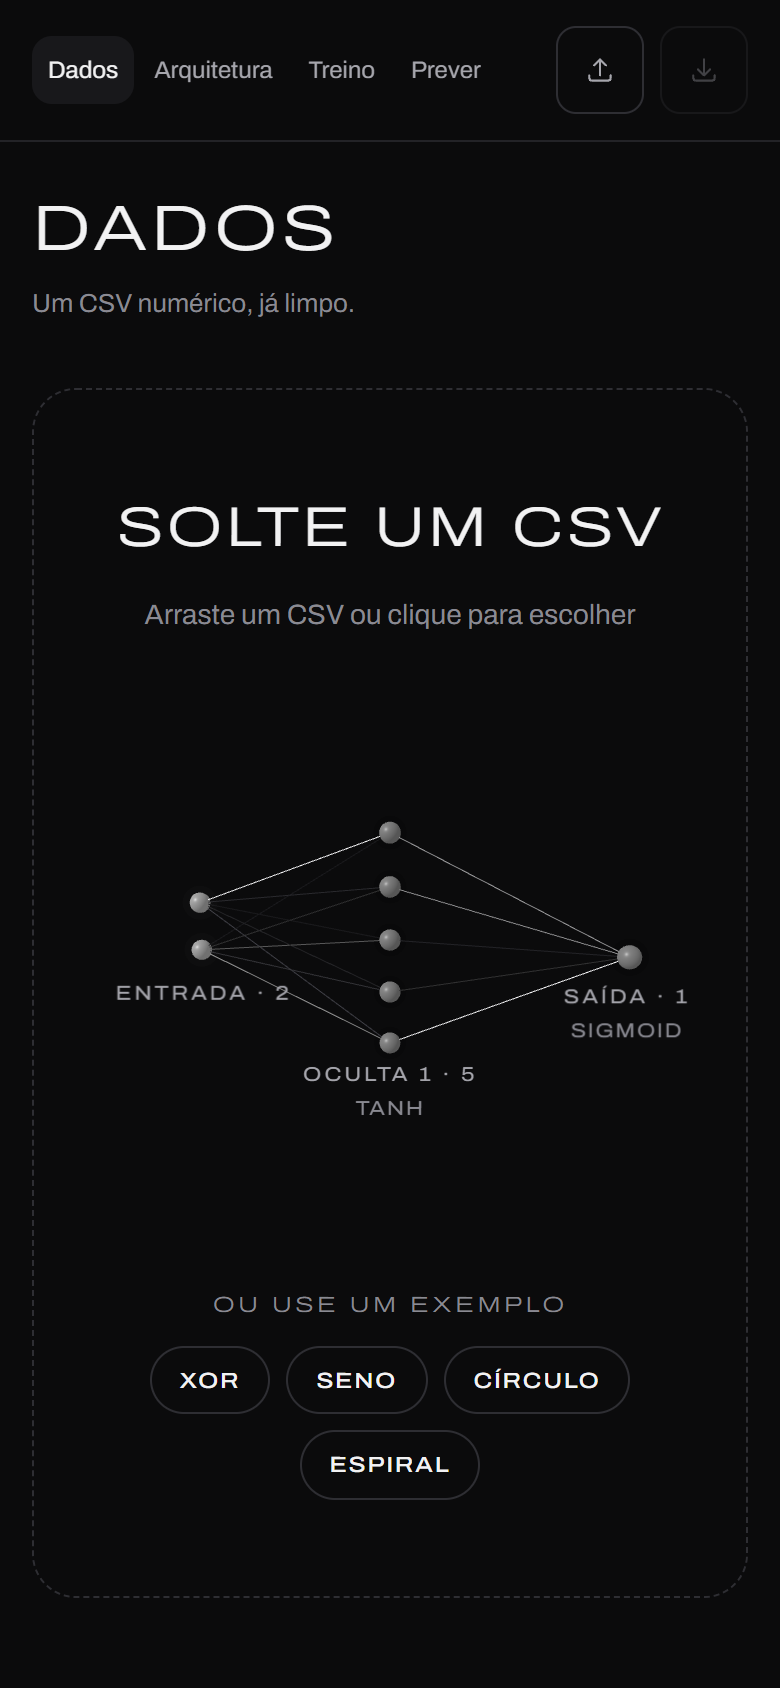 Dados Arquitetura Treino Prever
DADOS
Um CSV numérico, já limpo.
SOLTE UM CSV
Arraste um CSV ou clique para escolher
ENTRADA · 2
SAÍDA · 1
SIGMOID
OCULTA 1 · 5
TANH
OU USE UM EXEMPLO
XOR SENO CÍRCULO
ESPIRAL